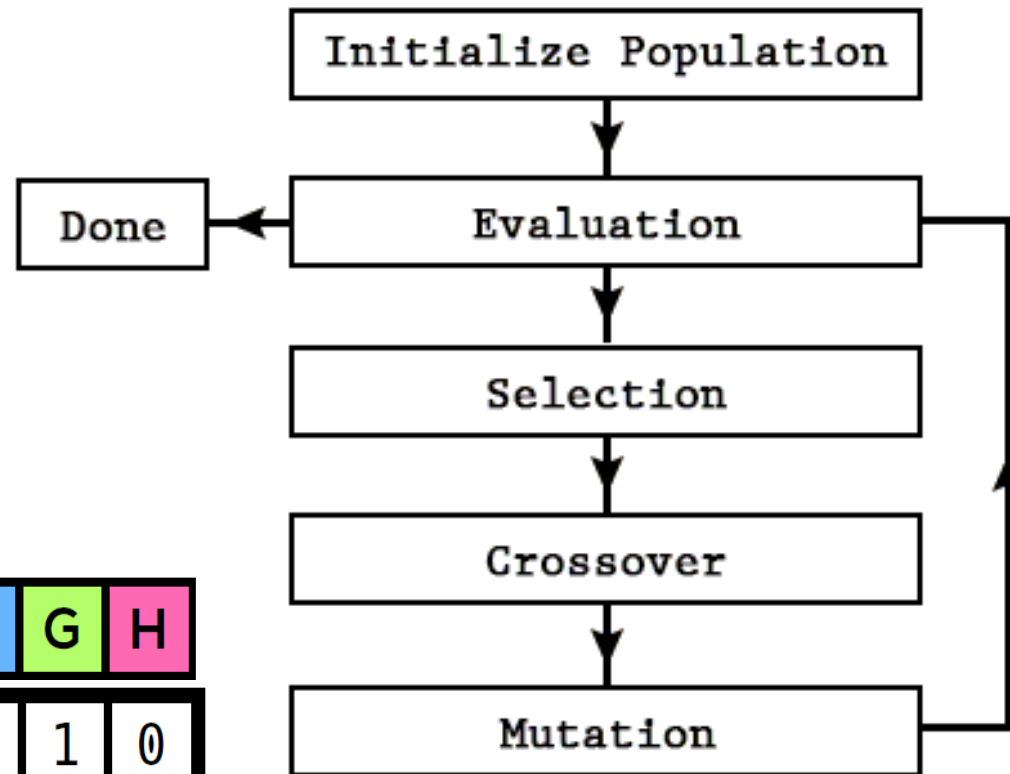 Initialize Population
Done
Evaluation
Selection
Crossover
G H
Mutation
1 0